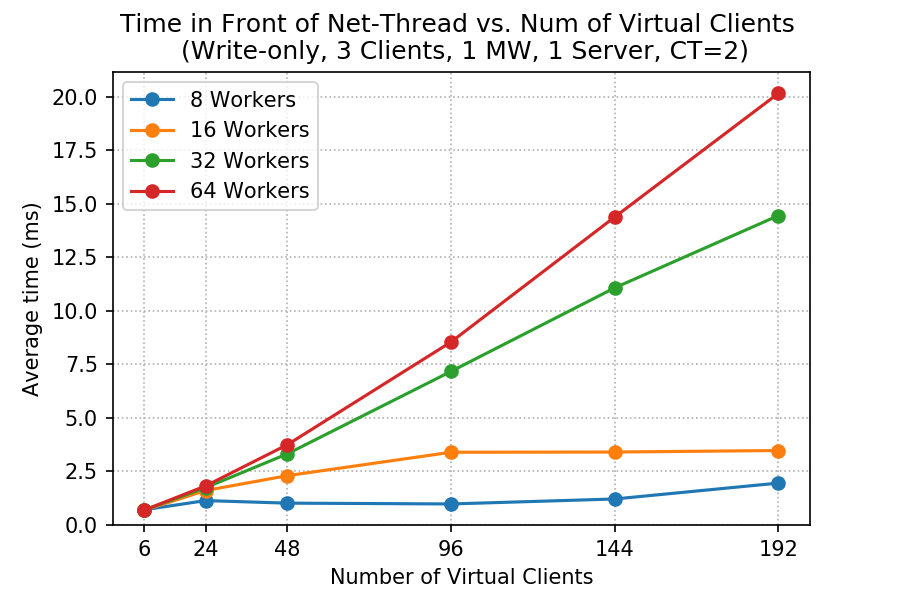 Time in Front of Net-Thread vs. Num of Virtual Clients
(Write-only, 3 Clients, 1 MW, 1 Server, CT=2)
8 Workers
16 Workers
32 Workers
64 Workers
Average time (ms)
20.0
17.5
15.0
12.5
10.0
7.5
5.0
2.5
0.0
6 24 48 96 144 192
Number of Virtual Clients